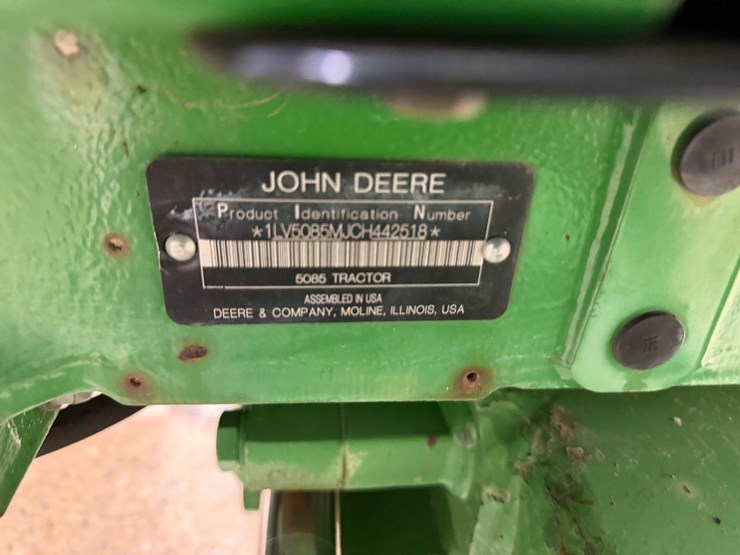 JOHN DEERE
Product Identification Number
*1LV5085MJCH442518*
5085 TRACTOR
ASSEMBLED IN USA
DEERE & COMPANY, MOLINE, ILLINOIS, USA